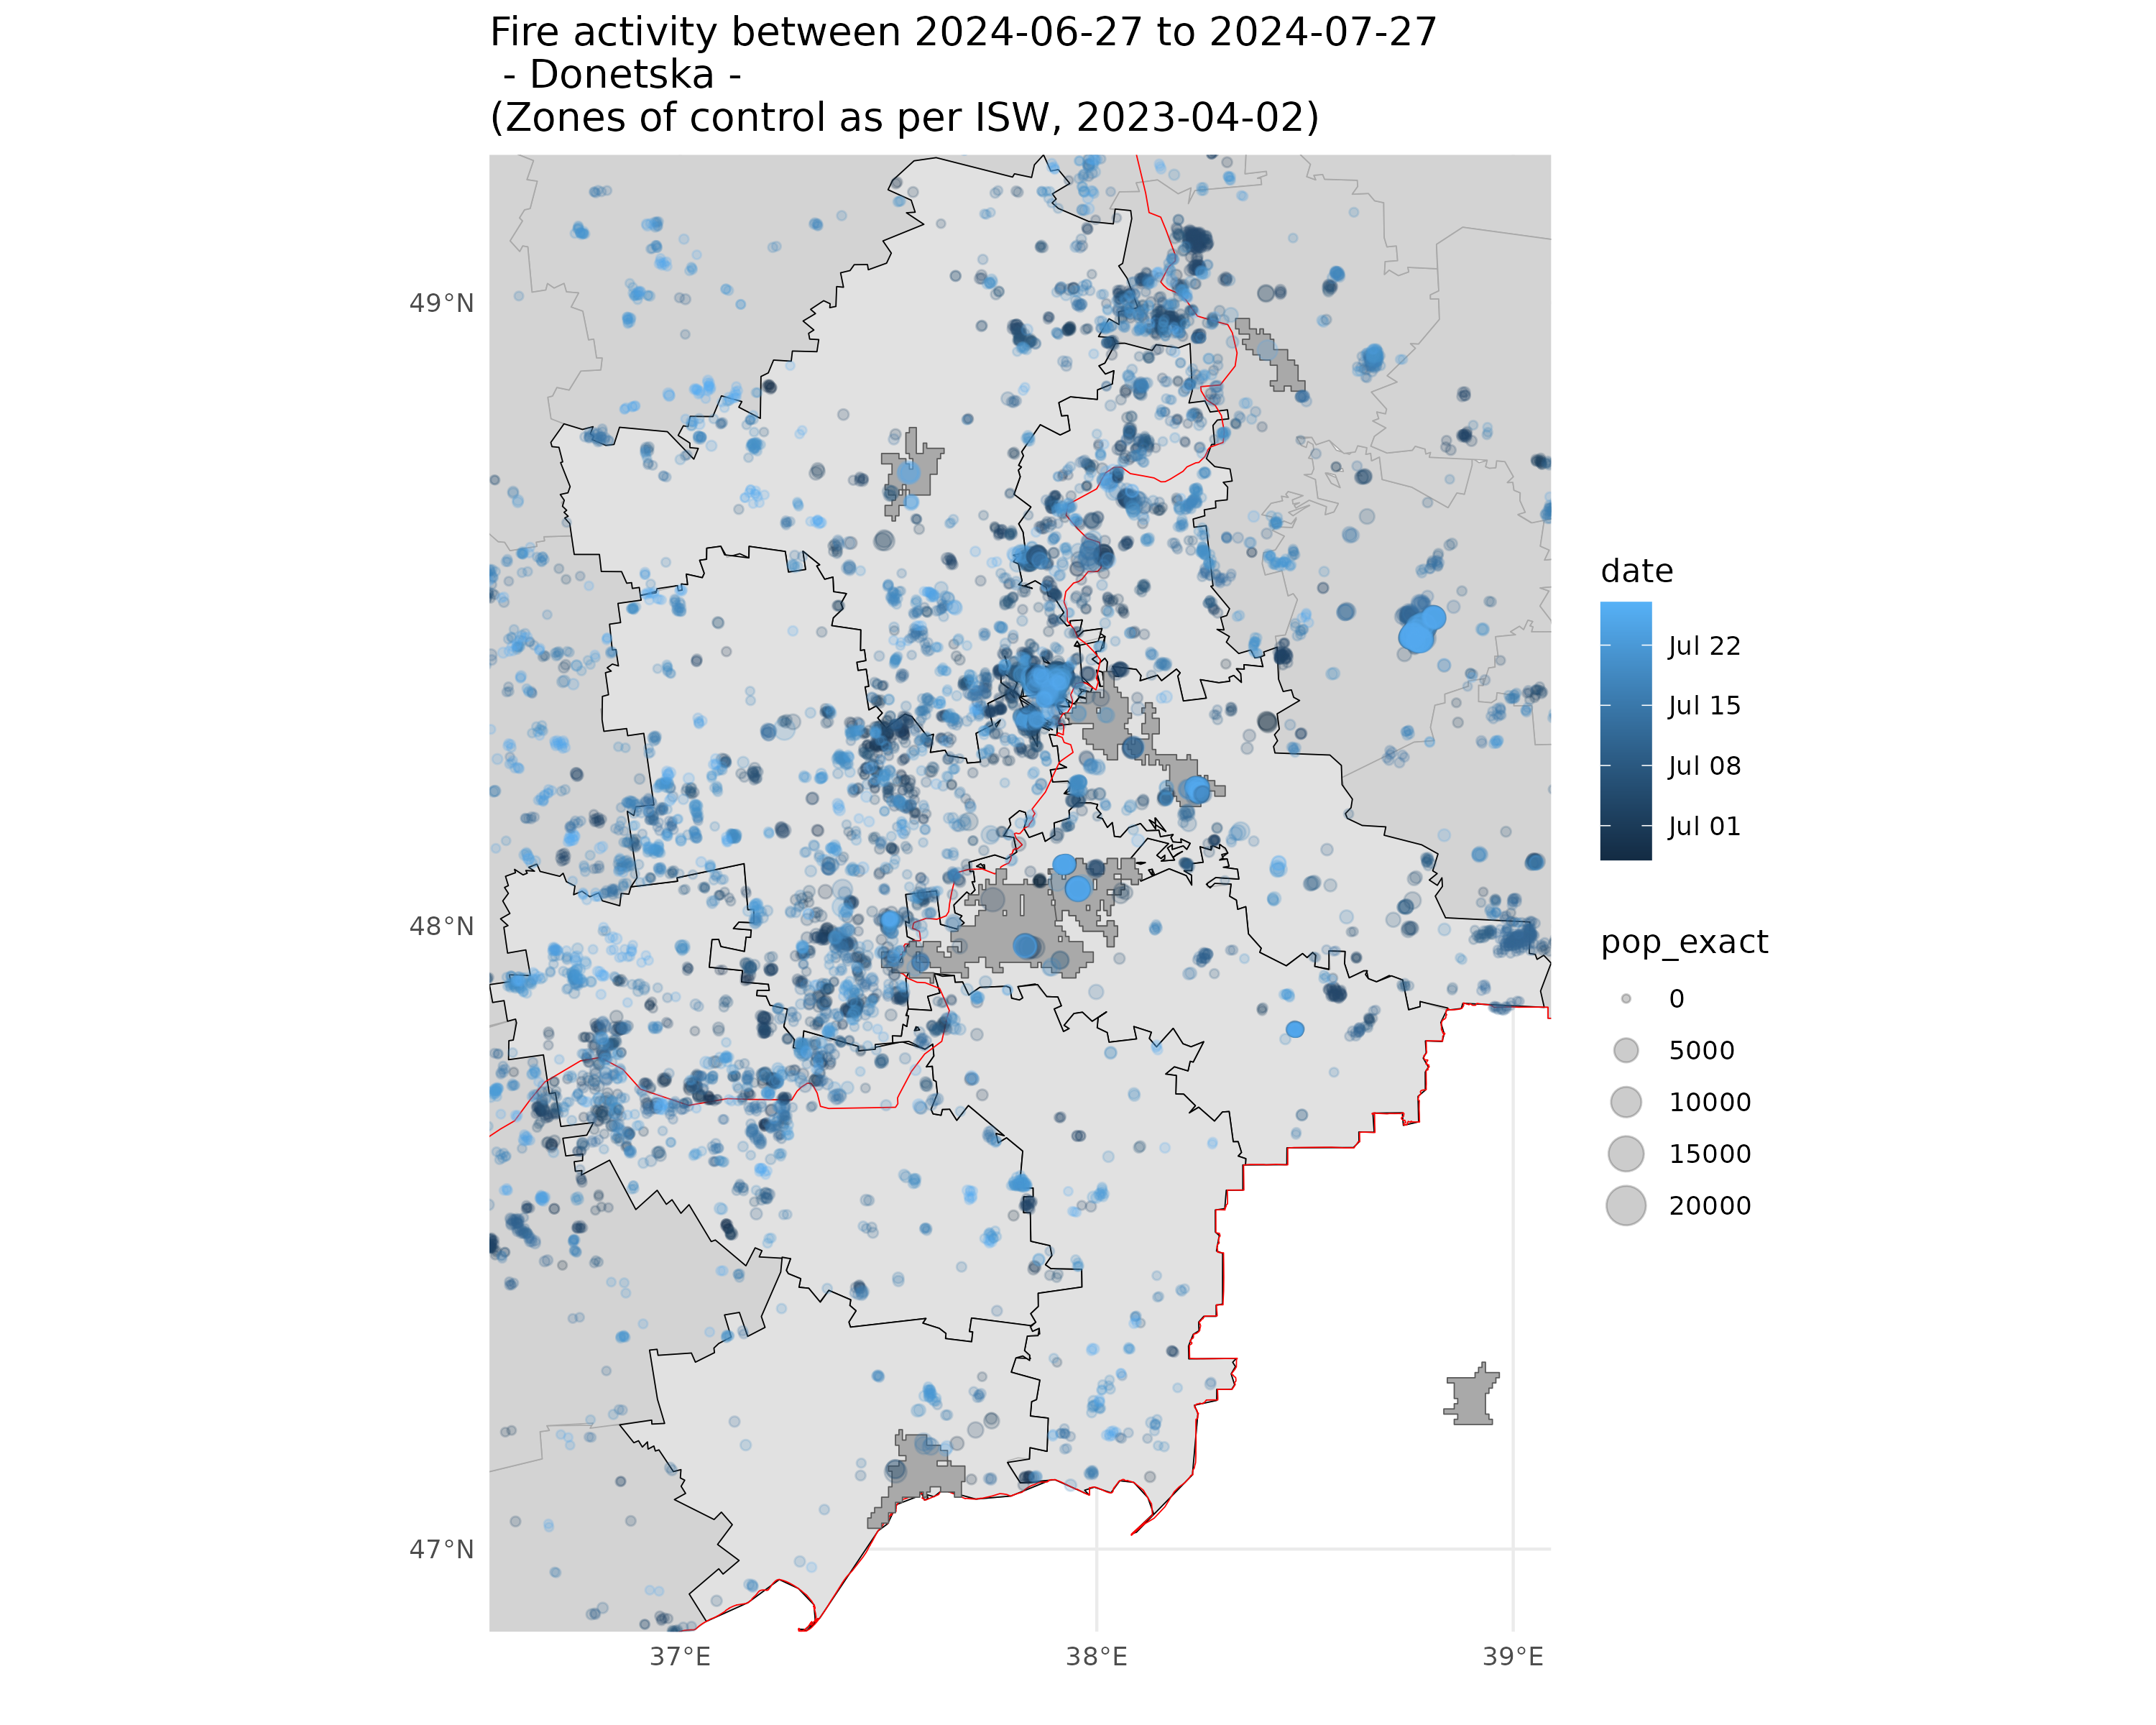 Fire activity between 2024-06-27 to 2024-07-27
- Donetska -
(Zones of control as per ISW, 2023-04-02)
49°N
48°N
47°N
37°E
38°E
39°E
date
Jul 22
Jul 15
Jul 08
Jul 01
pop_exact
0
5000
10000
15000
20000